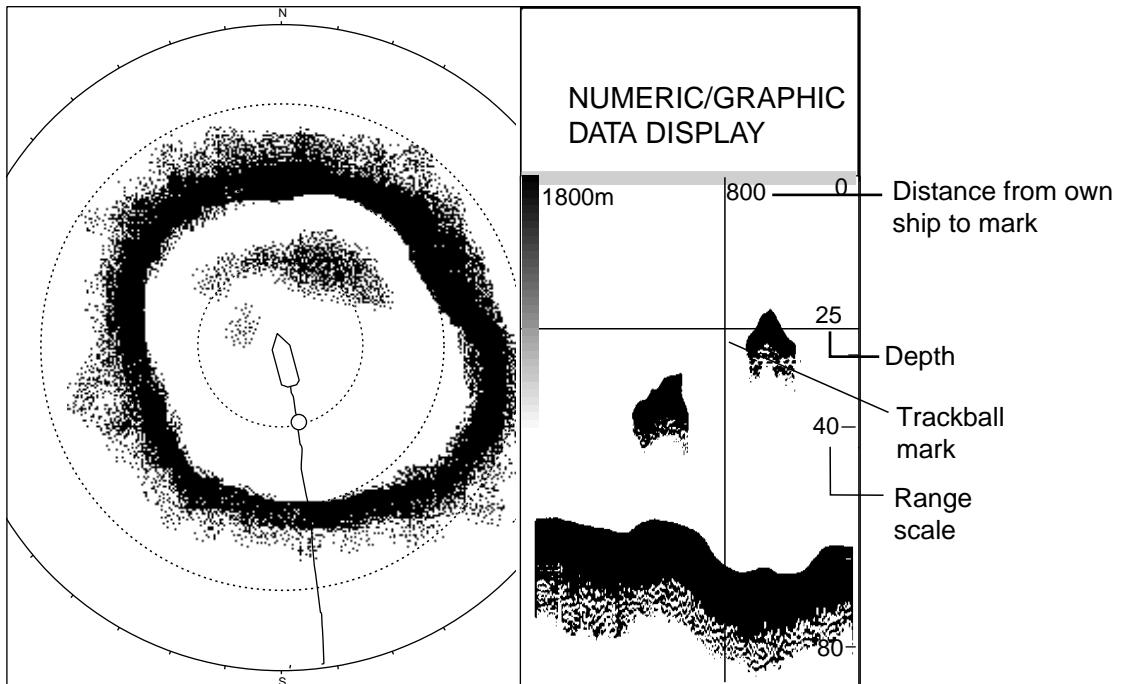 N
S
NUMERIC/GRAPHIC
DATA DISPLAY
1800m
800
0
25
40
80
Distance from own
ship to mark
Depth
Trackball
mark
Range
scale